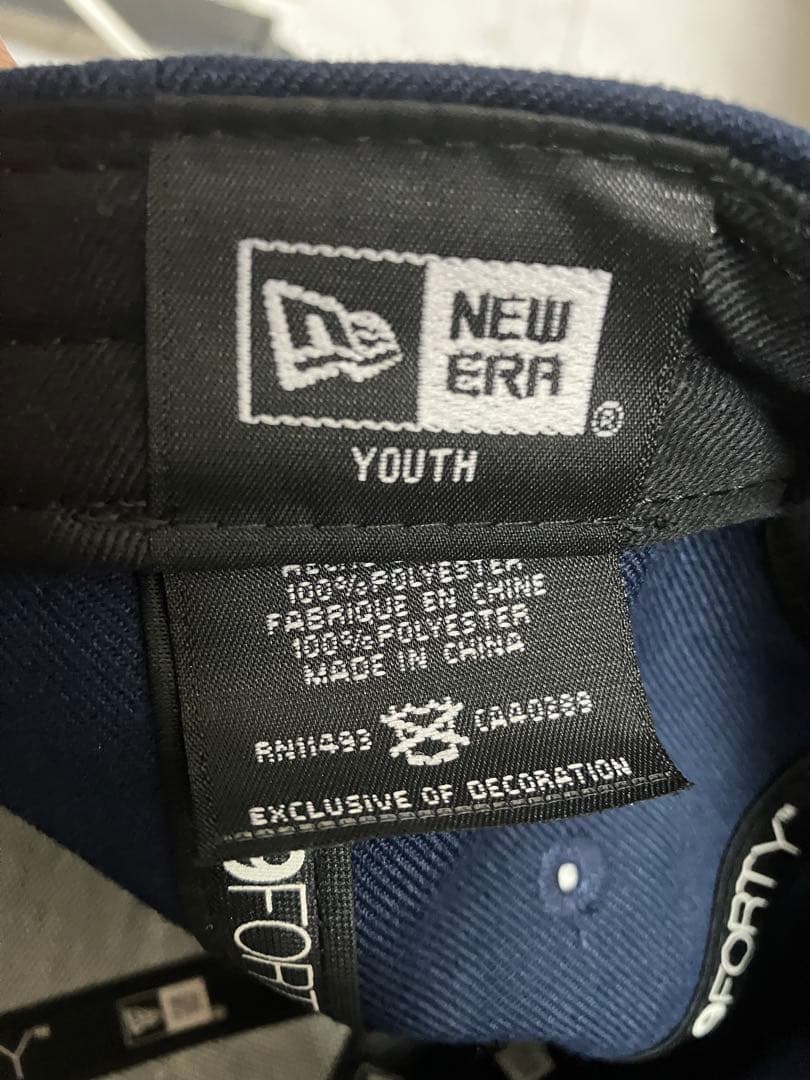 NEW
ERA
®
YOUTH
100% POLYESTER
FABRIQUE EN CHINE
100% POLYESTER
MADE IN CHINA
RN11493 CA40288
EXCLUSIVE OF DECORATION
9FORTY
9FORT